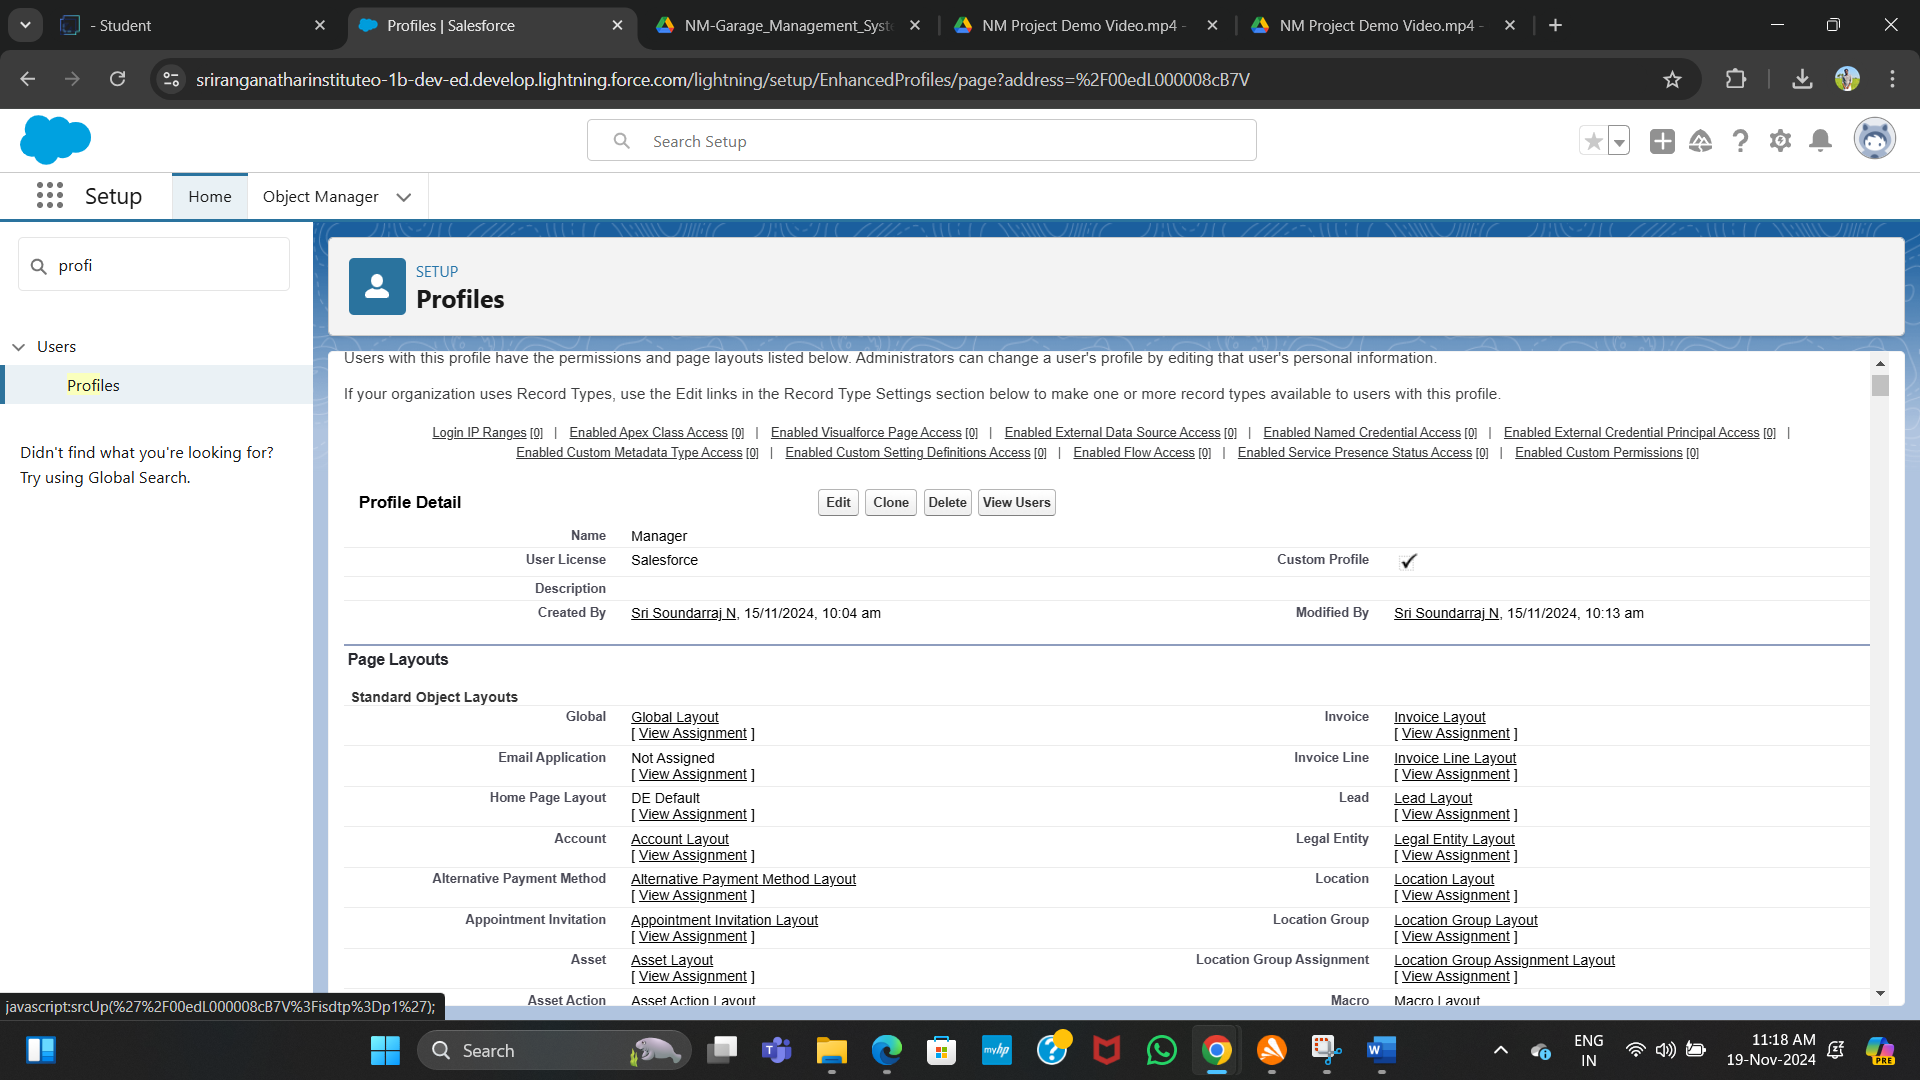 - Student
Profiles | Salesforce
NM-Garage_Management_Syst
NM Project Demo Video.mp4 -
NM Project Demo Video.mp4 -
sriranganatharinstituteo-1b-dev-ed.develop.lightning.force.com/lightning/setup/EnhancedProfiles/page?address=%2F00edL000008cB7V
Search Setup
Setup
Home
Object Manager
profi
Users
Profiles
Didn't find what you're looking for?
Try using Global Search.
SETUP
Profiles
Users with this profile have the permissions and page layouts listed below. Administrators can change a user's profile by editing that user's personal information.
If your organization uses Record Types, use the Edit links in the Record Type Settings section below to make one or more record types available to users with this profile.
Login IP Ranges [0] | Enabled Apex Class Access [0] | Enabled Visualforce Page Access [0] | Enabled External Data Source Access [0] | Enabled Named Credential Access [0] | Enabled External Credential Principal Access [0] |
Enabled Custom Metadata Type Access [0] | Enabled Custom Setting Definitions Access [0] | Enabled Flow Access [0] | Enabled Service Presence Status Access [0] | Enabled Custom Permissions [0]
Profile Detail Edit Clone Delete View Users
Name Manager
User License Salesforce Custom Profile
Description
Created By Sri Soundarraj N, 15/11/2024, 10:04 am Modified By Sri Soundarraj N, 15/11/2024, 10:13 am
Page Layouts
Standard Object Layouts
Global Global Layout Invoice Invoice Layout
[ View Assignment ] [ View Assignment ]
Email Application Not Assigned Invoice Line Invoice Line Layout
[ View Assignment ] [ View Assignment ]
Home Page Layout DE Default Lead Lead Layout
[ View Assignment ] [ View Assignment ]
Account Account Layout Legal Entity Legal Entity Layout
[ View Assignment ] [ View Assignment ]
Alternative Payment Method Alternative Payment Method Layout Location Location Layout
[ View Assignment ] [ View Assignment ]
Appointment Invitation Appointment Invitation Layout Location Group Location Group Layout
[ View Assignment ] [ View Assignment ]
Asset Asset Layout Location Group Assignment Location Group Assignment Layout
[ View Assignment ] [ View Assignment ]
Asset Action Asset Action Layout Macro Macro Layout
javascript:srcUp(%27%2F00edL000008cB7V%3Fisdtp%3Dp1%27);
Search
myhp
W
ENG
IN
11:18 AM
19-Nov-2024
PRE